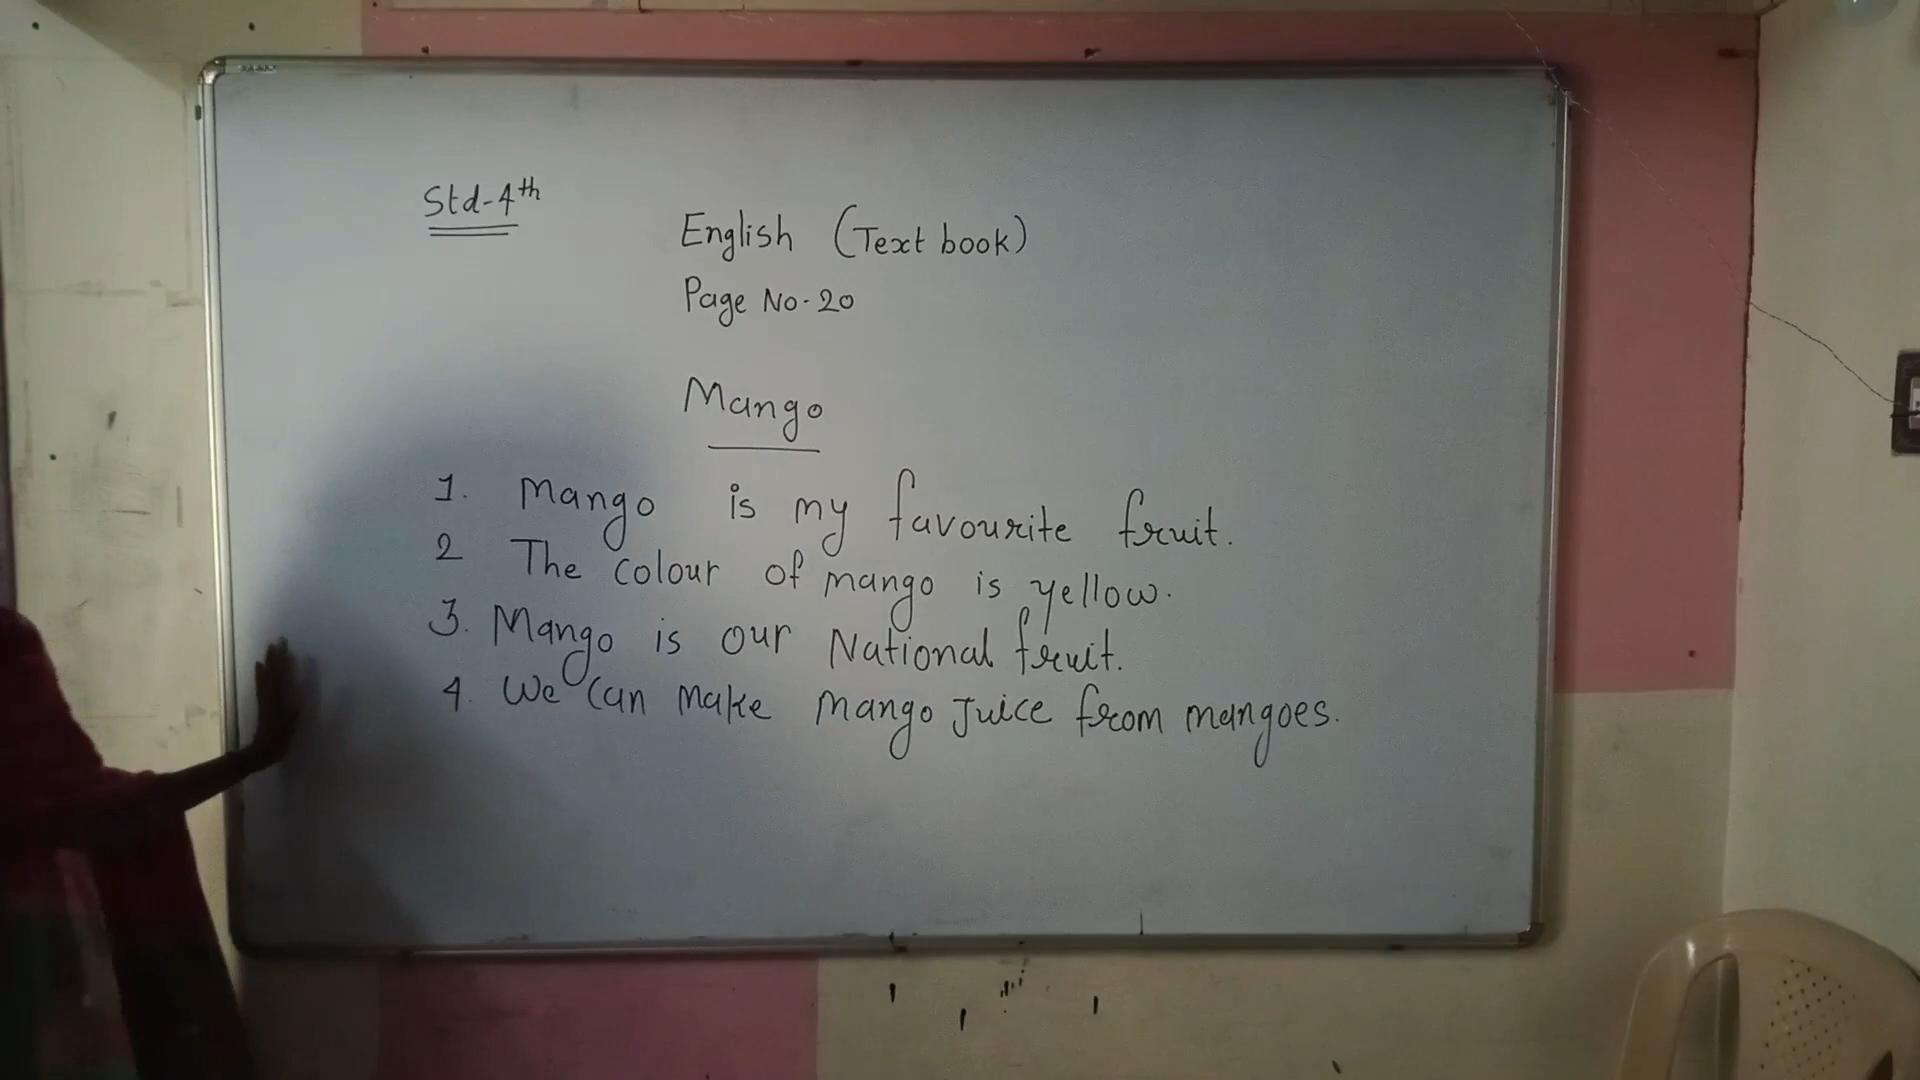 Std-4th
English (Text book)
Page No-20
Mango
1. Mango is my favourite fruit.
2 The colour of mango is yellow.
3. Mango is our National fruit.
4. We can make mango Juice from mangoes.